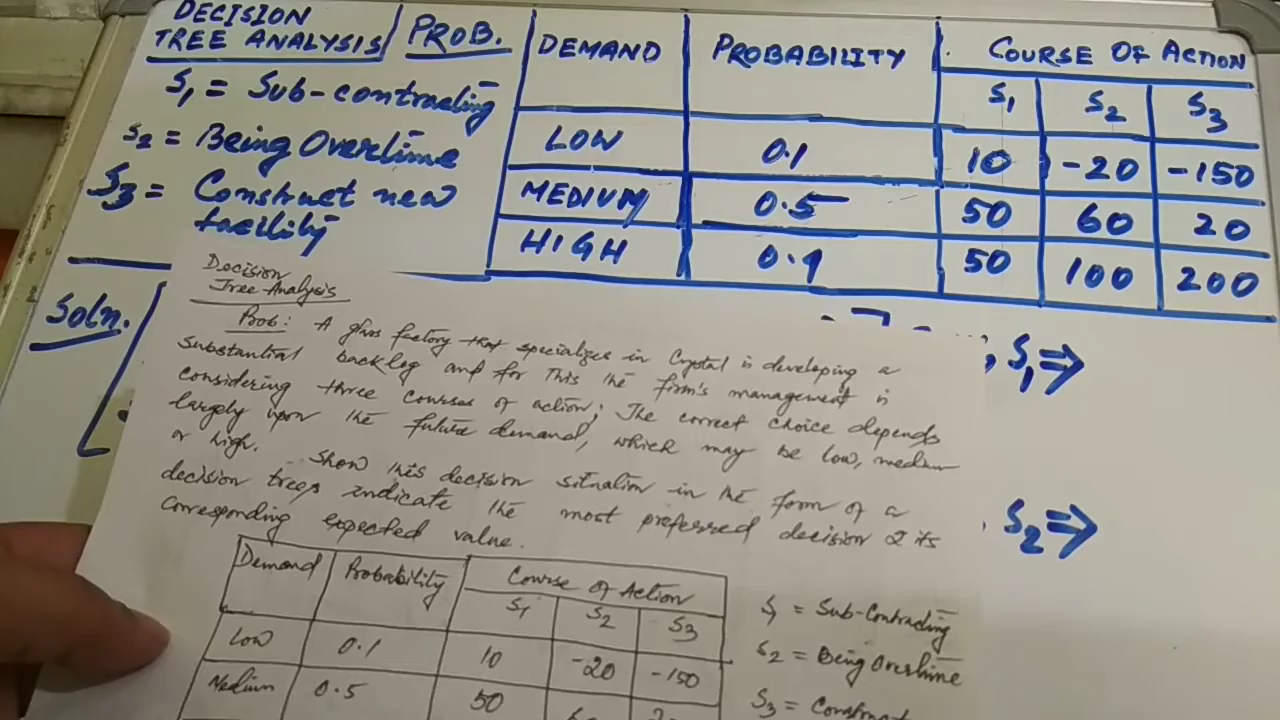 DECISION
TREE ANALYSIS
PROB.
S1 = Sub-contracting
S2 = Being Overtime
S3 = Construct new
facility
DEMAND PROBABILITY COURSE OF ACTION
S1 S2 S3
LOW 0.1 10 -20 -150
MEDIUM 0.5 50 60 20
HIGH 0.4 50 100 200
Soln.
S1 ⇒
S2 ⇒
Decision
Tree Analysis
Prob: A glass factory that specializes in Crystal is developing a
substantial backlog and for This the firm's management is
considering three courses of action; The correct choice depends
largely upon the future demand, which may be low, medium
or high.
Show this decision situation in the form of a
decision trees indicate the most preferred decision & its
corresponding expected value.
Demand Probability Course of Action
S1 S2 S3
Low 0.1 10 -20 -150
Medium 0.5 50
S1 = Sub-Contracting
S2 = Being Overtime
S3 = Construct